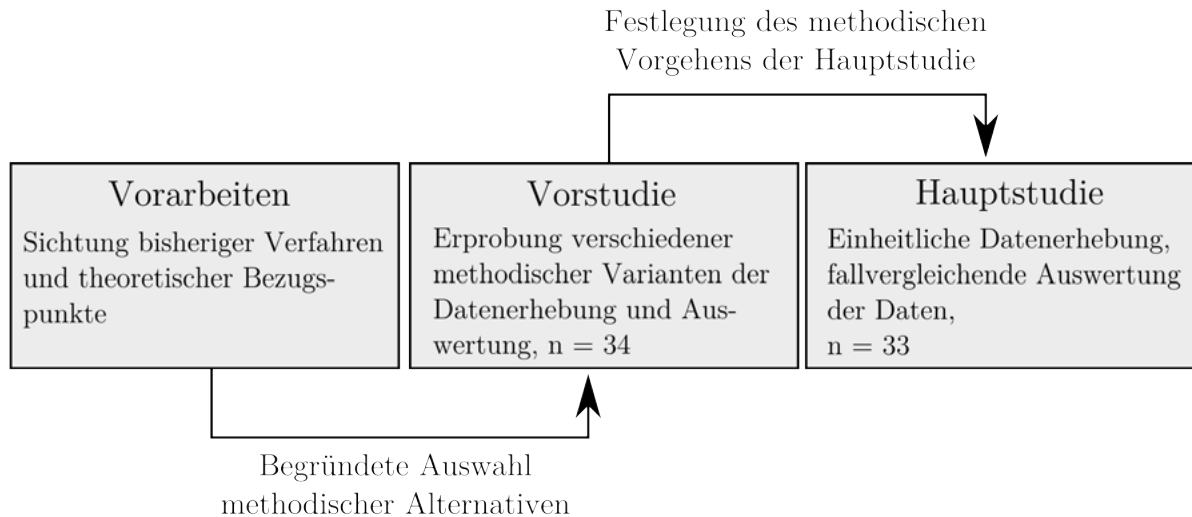 Festlegung des methodischen
Vorgehens der Hauptstudie
Vorarbeiten
Sichtung bisheriger Verfahren
und theoretischer Bezugs-
punkte
Vorstudie
Erprobung verschiedener
methodischer Varianten der
Datenerhebung und Aus-
wertung, n = 34
Hauptstudie
Einheitliche Datenerhebung,
fallvergleichende Auswertung
der Daten,
n = 33
Begründete Auswahl
methodischer Alternativen